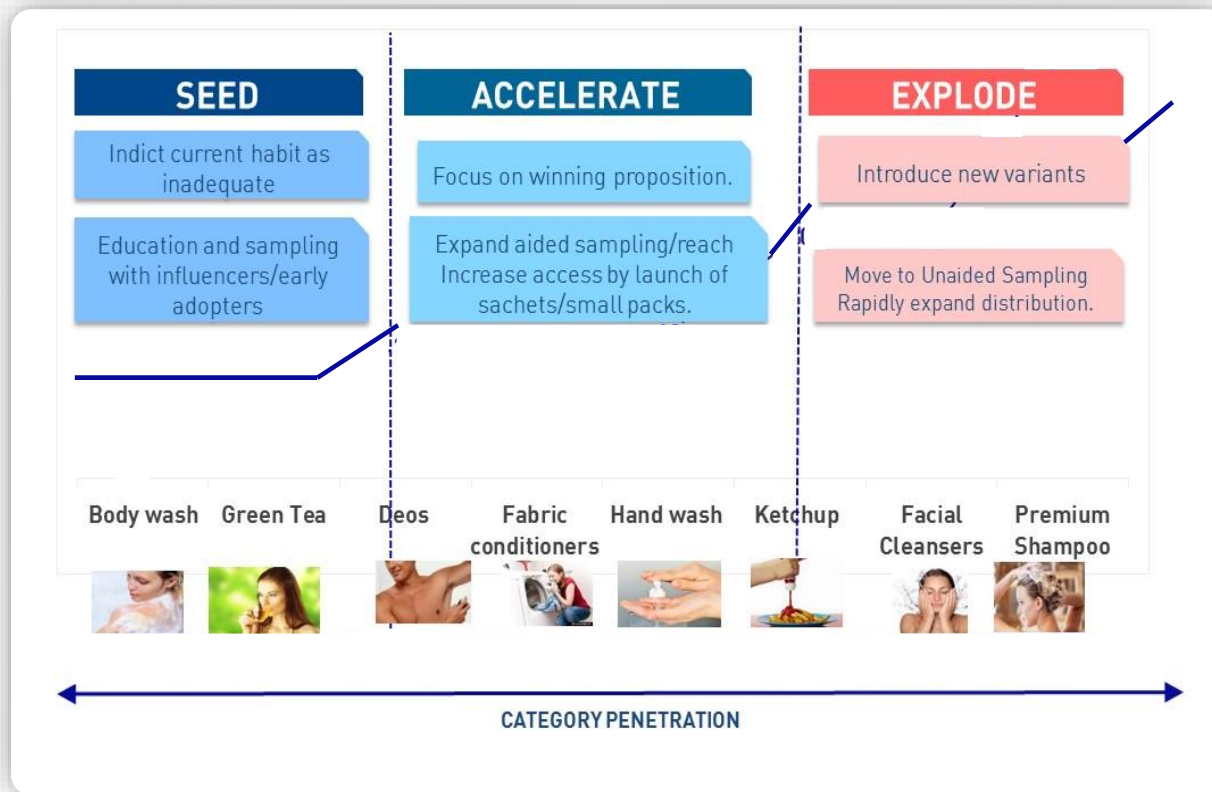 SEED
Indict current habit as
inadequate
Education and sampling
with influencers/early
adopters
ACCELERATE
Focus on winning proposition.
Expand aided sampling/reach
Increase access by launch of
sachets/small packs.
EXPLODE
Introduce new variants
Move to Unaided Sampling
Rapidly expand distribution.
Body wash
Green Tea
Deos
Fabric
conditioners
Hand wash
Ketchup
Facial
Cleansers
Premium
Shampoo
CATEGORY PENETRATION